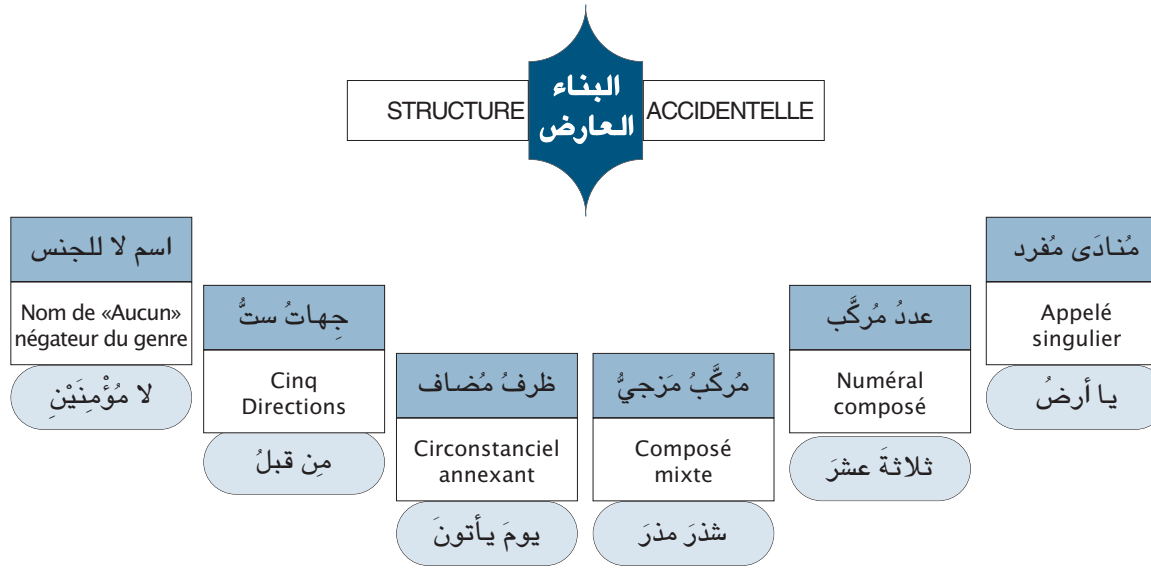 STRUCTURE
البناء
العارض
ACCIDENTELLE
مُنادَى مُفرد
Appelé
singulier
يا أرضُ
عددُ مُركَّب
Numéral
composé
ثلاثةَ عشرَ
مُركَّبُ مَزجيُّ
Composé
mixte
شذرَ مذرَ
ظرفُ مُضاف
Circonstanciel
annexant
يومَ يأتونَ
جِهاتُ ستُّ
Cinq
Directions
مِن قبلُ
اسم لا للجنس
Nom de «Aucun»
négateur du genre
لا مُؤْمِنَيْنِ